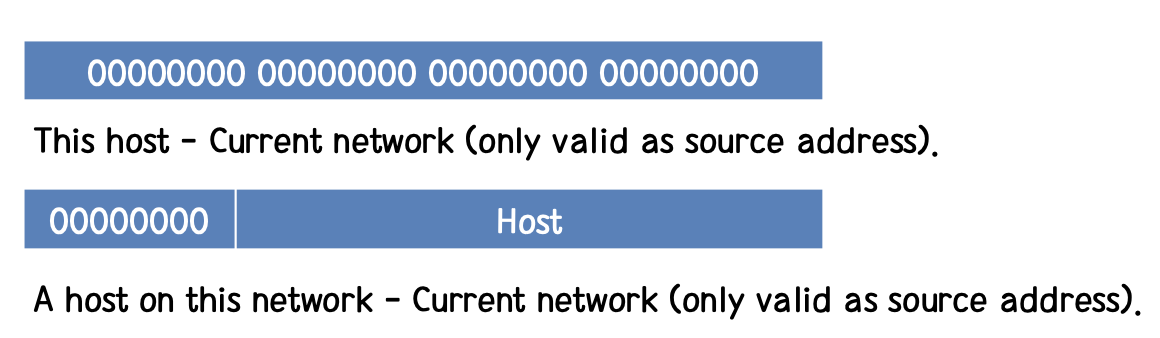 00000000 00000000 00000000 00000000
This host - Current network (only valid as source address).
00000000 Host
A host on this network - Current network (only valid as source address).